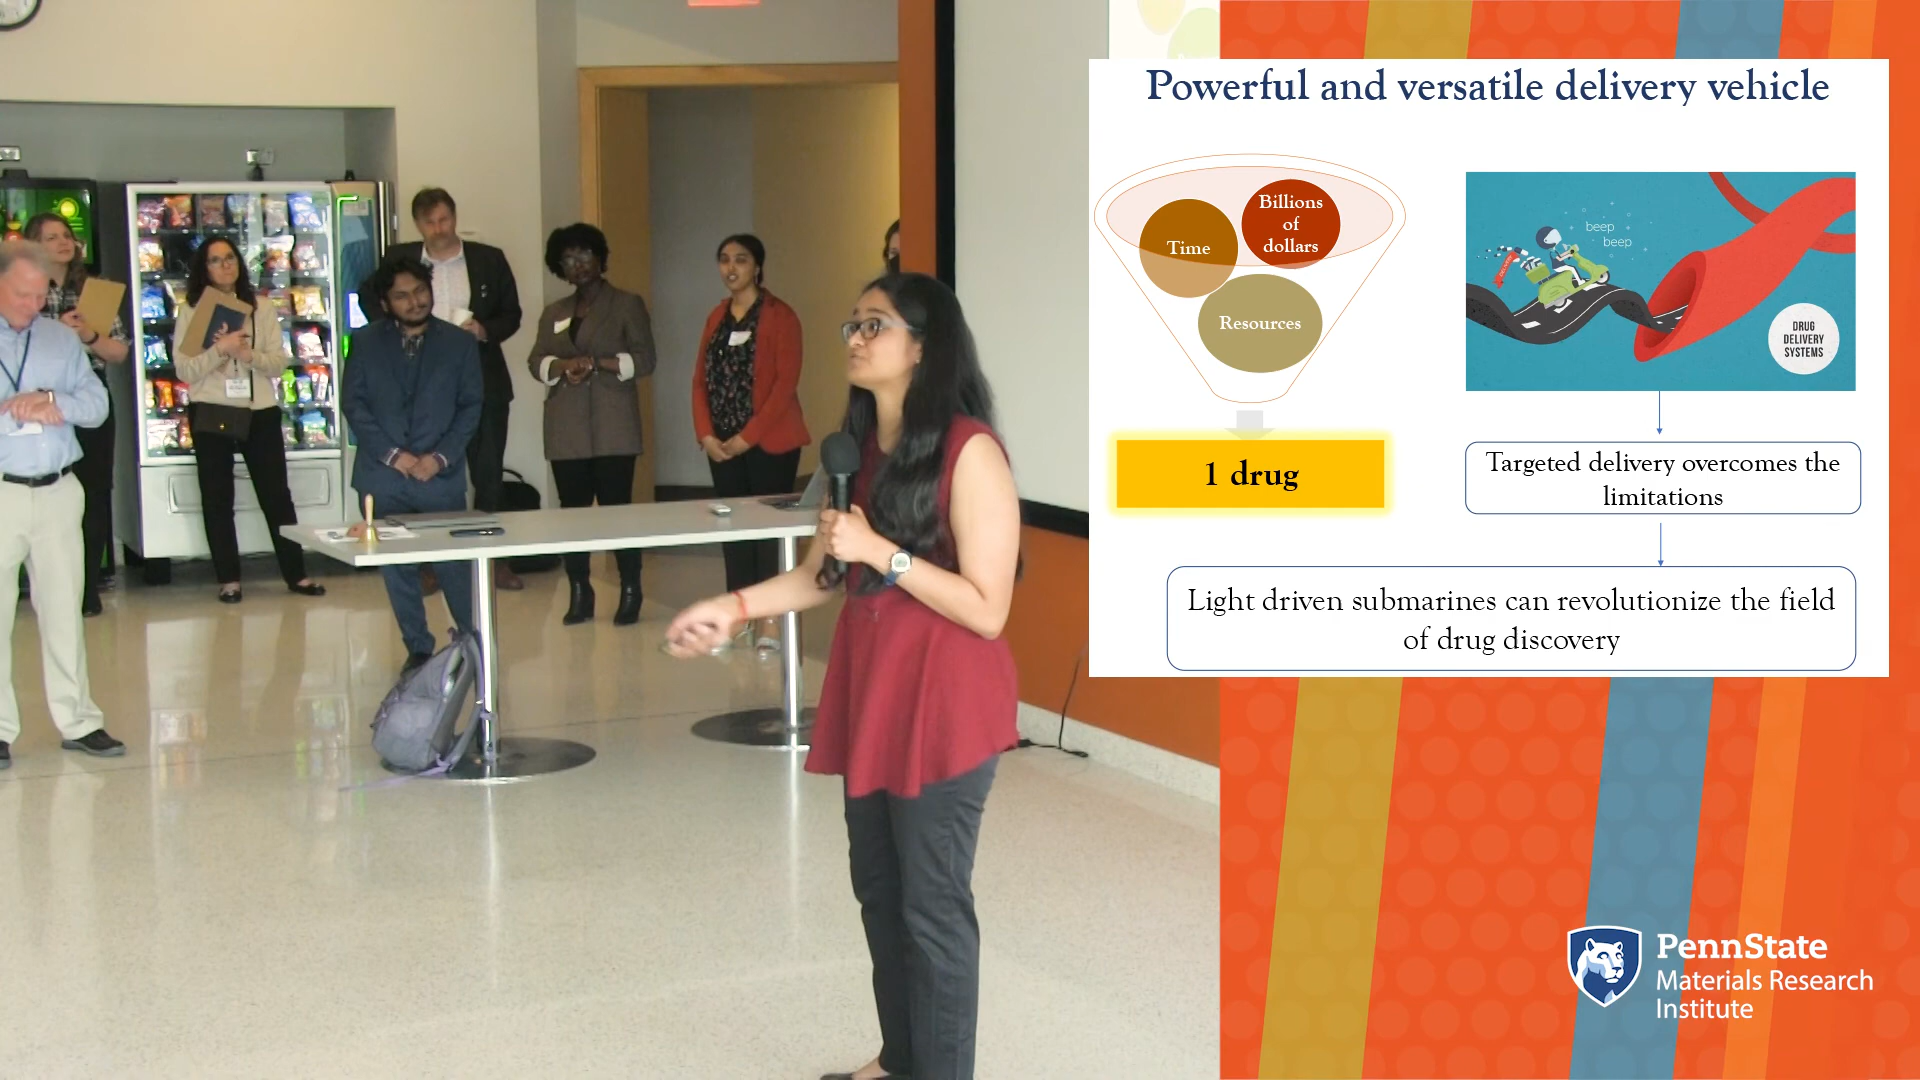 Powerful and versatile delivery vehicle
Time
Billions
of
dollars
Resources
1 drug
beep
beep
DRUG
DELIVERY
SYSTEMS
Targeted delivery overcomes the
limitations
Light driven submarines can revolutionize the field
of drug discovery
PennState
Materials Research
Institute